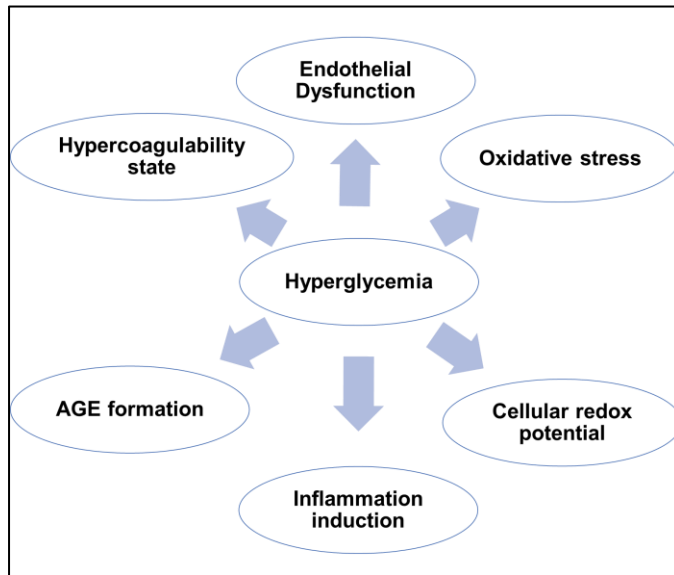 Endothelial
Dysfunction
Hypercoagulability
state
Oxidative stress
Hyperglycemia
AGE formation
Cellular redox
potential
Inflammation
induction